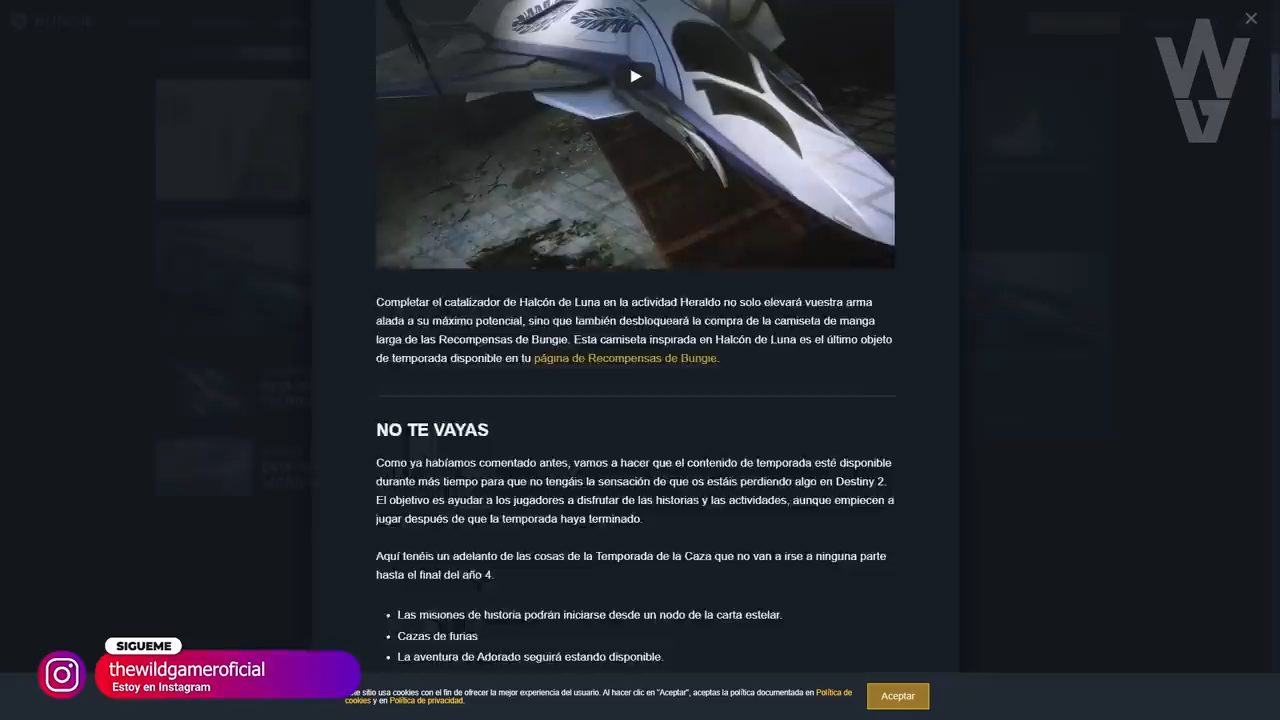 WG
Completar el catalizador de Halcón de Luna en la actividad Heraldo no solo elevará vuestra arma
alada a su máximo potencial, sino que también desbloqueará la compra de la camiseta de manga
larga de las Recompensas de Bungie. Esta camiseta inspirada en Halcón de Luna es el último objeto
de temporada disponible en tu página de Recompensas de Bungie.
NO TE VAYAS
Como ya habíamos comentado antes, vamos a hacer que el contenido de temporada esté disponible
durante más tiempo para que no tengáis la sensación de que os estáis perdiendo algo en Destiny 2.
El objetivo es ayudar a los jugadores a disfrutar de las historias y las actividades, aunque empiecen a
jugar después de que la temporada haya terminado.
Aquí tenéis un adelanto de las cosas de la Temporada de la Caza que no van a irse a ninguna parte
hasta el final del año 4.
• Las misiones de historia podrán iniciarse desde un nodo de la carta estelar.
• Cazas de furias
• La aventura de Adorado seguirá estando disponible.
SIGUEME
thewildgameroficial
Estoy en Instagram
sitio usa cookies con el fin de ofrecer la mejor experiencia del usuario. Al hacer clic en "Aceptar", aceptas la política documentada en Política de
cookies y en Política de privacidad.
Aceptar